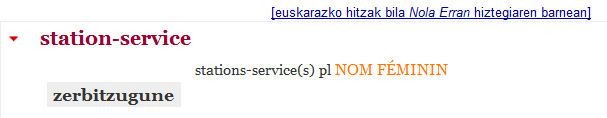 [euskarazko hitzak bila Nola Erran hiztegiaren barnean]
station-service
stations-service(s) pl NOM FÉMININ
zerbitzugune